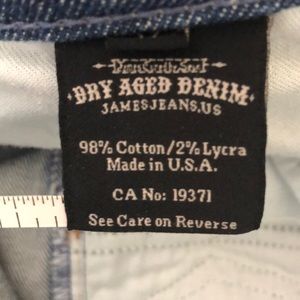 DRY AGED DENIM
JAMESJEANS.US
98% Cotton/2% Lycra
Made in U.S.A.
CA No: 19371
See Care on Reverse